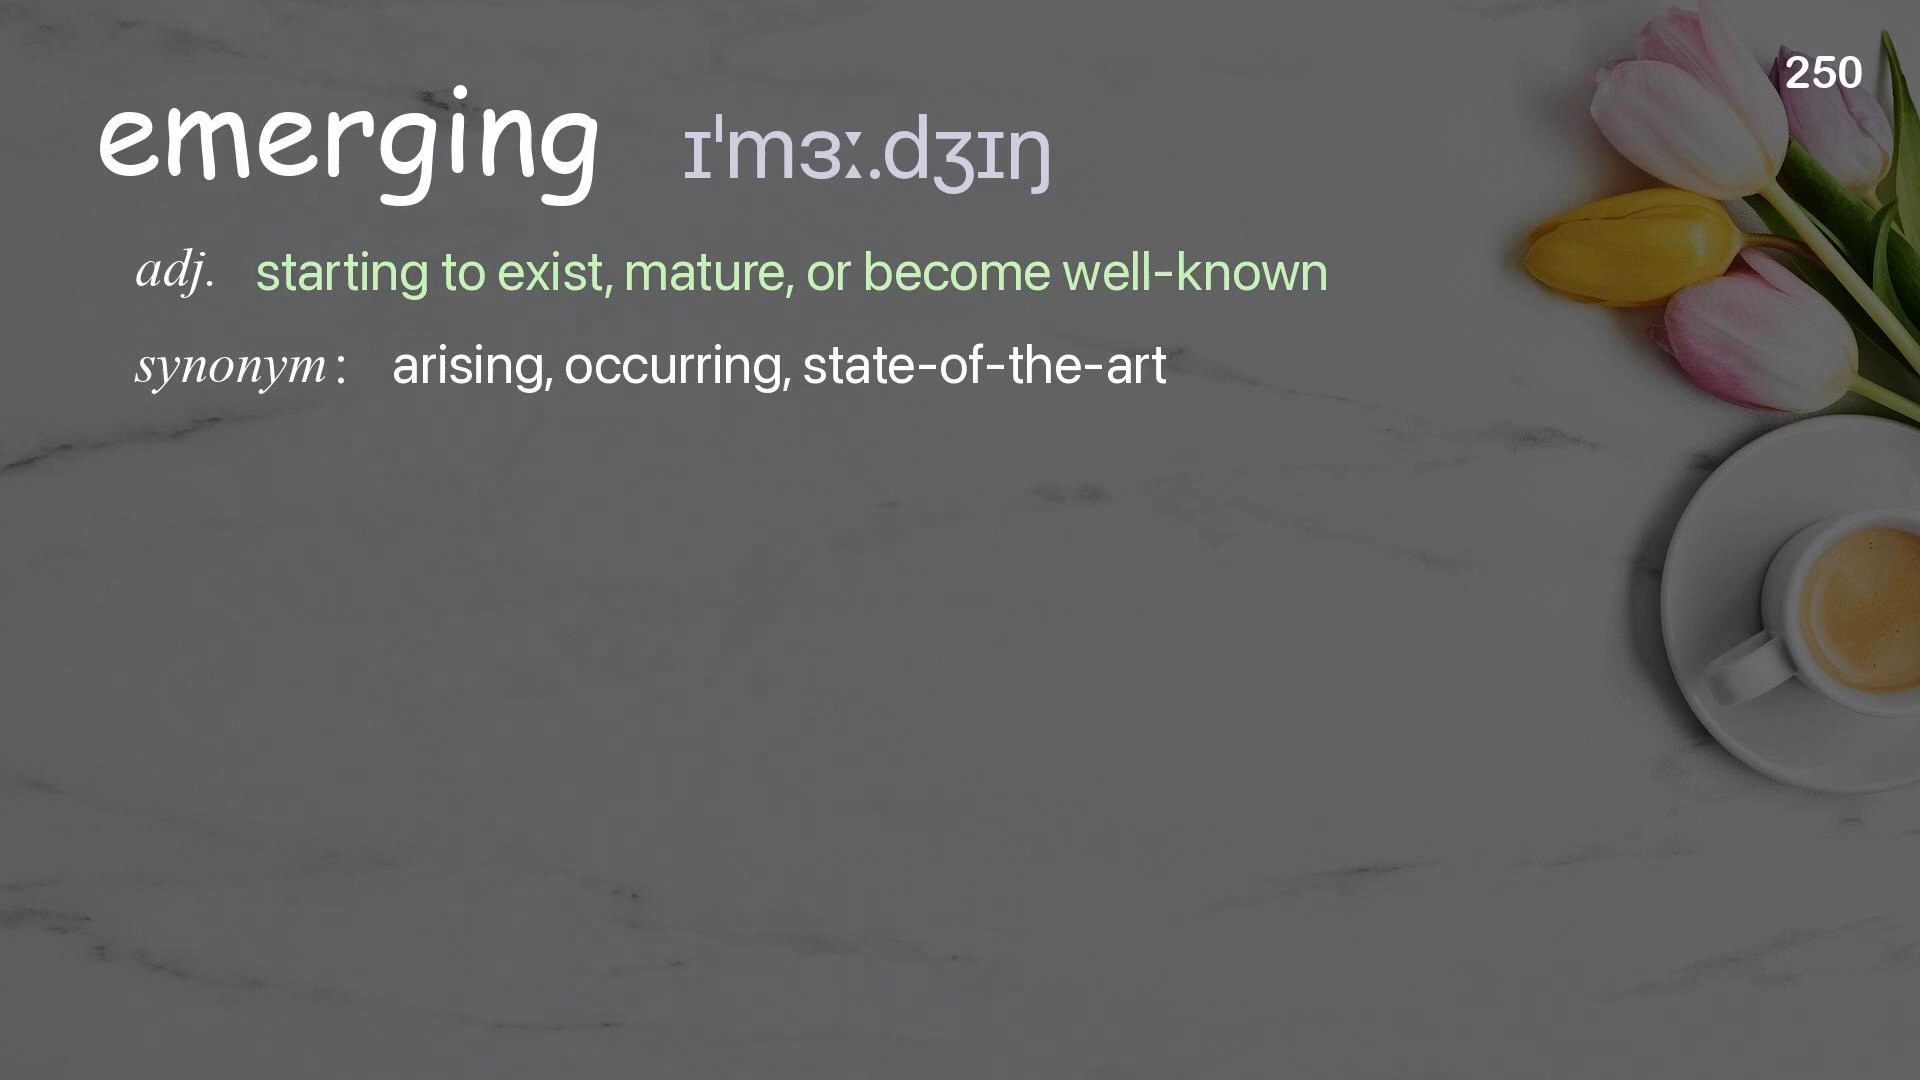 250
emerging ɪˈmɜː.dʒɪŋ
adj. starting to exist, mature, or become well-known
synonym: arising, occurring, state-of-the-art